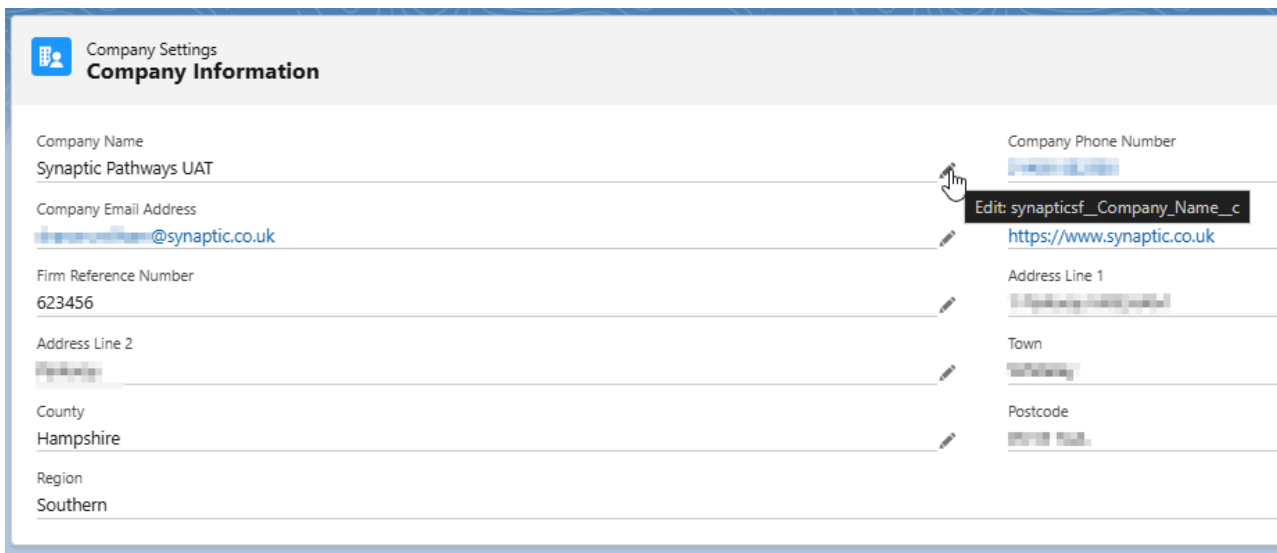 Company Settings
Company Information
Company Name
Synaptic Pathways UAT
Company Phone Number
Edit: synapticsf__Company_Name__c
Company Email Address
@synaptic.co.uk
https://www.synaptic.co.uk
Firm Reference Number
623456
Address Line 1
Address Line 2
Town
County
Hampshire
Postcode
Region
Southern